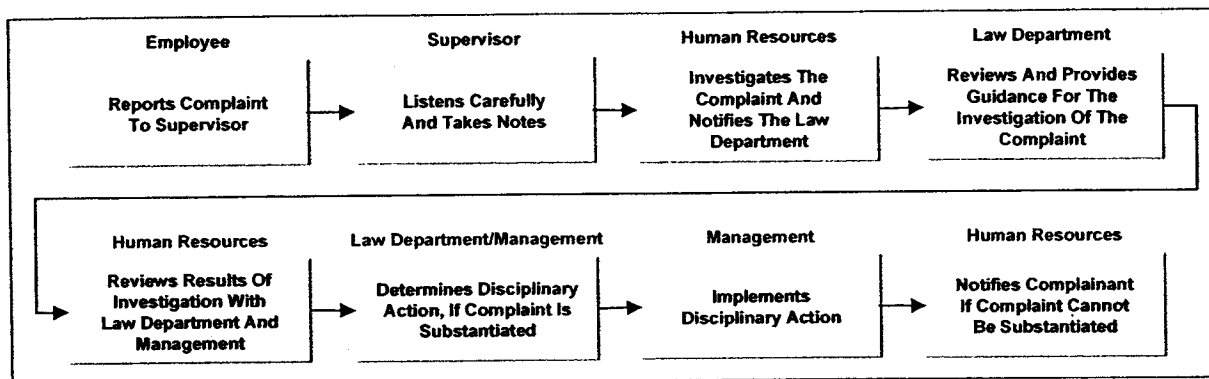 Employee
Reports Complaint
To Supervisor
Supervisor
Listens Carefully
And Takes Notes
Human Resources
Investigates The
Complaint And
Notifies The Law
Department
Law Department
Reviews And Provides
Guidance For The
Investigation Of The
Complaint
Human Resources
Reviews Results Of
Investigation With
Law Department And
Management
Law Department/Management
Determines Disciplinary
Action, If Complaint Is
Substantiated
Management
Implements
Disciplinary Action
Human Resources
Notifies Complainant
If Complaint Cannot
Be Substantiated